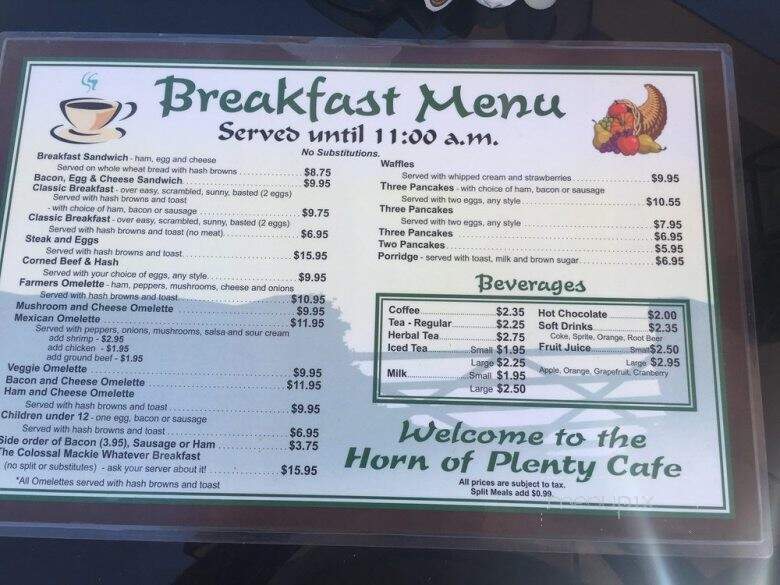 Breakfast Menu
Served until 11:00 a.m.
No Substitutions.
Breakfast Sandwich - ham, egg and cheese
Served on whole wheat bread with hash browns $8.75
Bacon, Egg & Cheese Sandwich $9.95
Classic Breakfast - over easy, scrambled, sunny, basted (2 eggs)
Served with hash browns and toast
- with choice of ham, bacon or sausage $9.75
Classic Breakfast - over easy, scrambled, sunny, basted (2 eggs)
Served with hash browns and toast (no meat) $6.95
Steak and Eggs
Served with hash browns and toast $15.95
Corned Beef & Hash
Served with your choice of eggs, any style $9.95
Farmers Omelette - ham, peppers, mushrooms, cheese and onions
Served with hash browns and toast $10.95
Mushroom and Cheese Omelette $9.95
Mexican Omelette $11.95
Served with peppers, onions, mushrooms, salsa and sour cream
add shrimp - $2.95
add chicken - $1.95
add ground beef - $1.95
Veggie Omelette $9.95
Bacon and Cheese Omelette $11.95
Ham and Cheese Omelette
Served with hash browns and toast $9.95
Children under 12 - one egg, bacon or sausage
Served with hash browns and toast $6.95
Side order of Bacon (3.95), Sausage or Ham $3.75
The Colossal Mackie Whatever Breakfast
(no split or substitutes) - ask your server about it! $15.95
*All Omelettes served with hash browns and toast
Waffles
Served with whipped cream and strawberries $9.95
Three Pancakes - with choice of ham, bacon or sausage
Served with two eggs, any style $10.55
Three Pancakes
Served with two eggs, any style $7.95
Three Pancakes $6.95
Two Pancakes $5.95
Porridge - served with toast, milk and brown sugar $6.95
Beverages
Coffee $2.35
Tea - Regular $2.25
Herbal Tea $2.75
Iced Tea Small $1.95
Large $2.25
Milk Small $1.95
Large $2.50
Hot Chocolate $2.00
Soft Drinks $2.35
Coke, Sprite, Orange, Root Beer
Fruit Juice Small $2.50
Large $2.95
Apple, Orange, Grapefruit, Cranberry
Welcome to the
Horn of Plenty Cafe
All prices are subject to tax.
Split Meals add $0.99